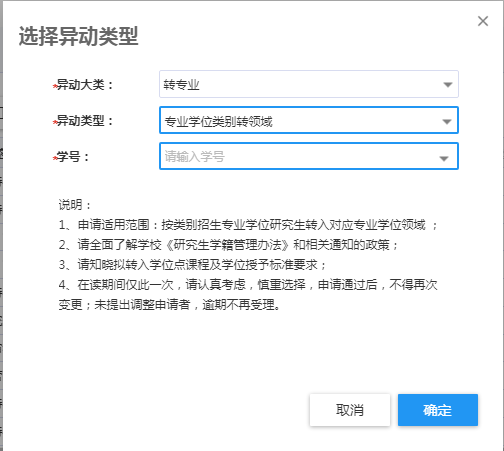 选择异动类型
*异动大类： 转专业
*异动类型： 专业学位类别转领域
*学号： 请输入学号
说明：
1、申请适用范围：按类别招生专业学位研究生转入对应专业学位领域 ；
2、请全面了解学校《研究生学籍管理办法》和相关通知的政策；
3、请知晓拟转入学位点课程及学位授予标准要求；
4、在读期间仅此一次，请认真考虑，慎重选择，申请通过后，不得再次
变更；未提出调整申请者，逾期不再受理。
取消 确定